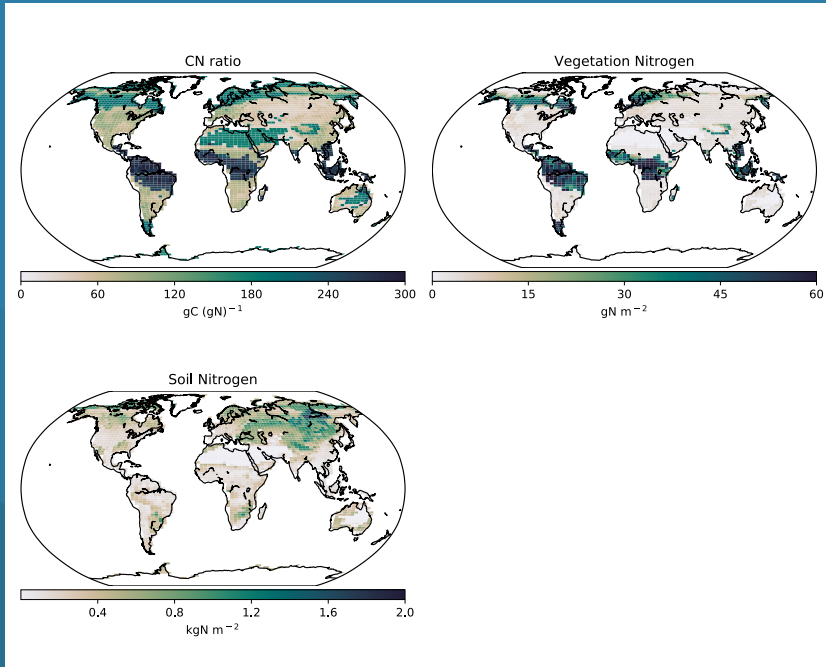 CN ratio
0 60 120 180 240 300
gC (gN)⁻¹
Vegetation Nitrogen
0 15 30 45 60
gN m⁻²
Soil Nitrogen
0.4 0.8 1.2 1.6 2.0
kgN m⁻²